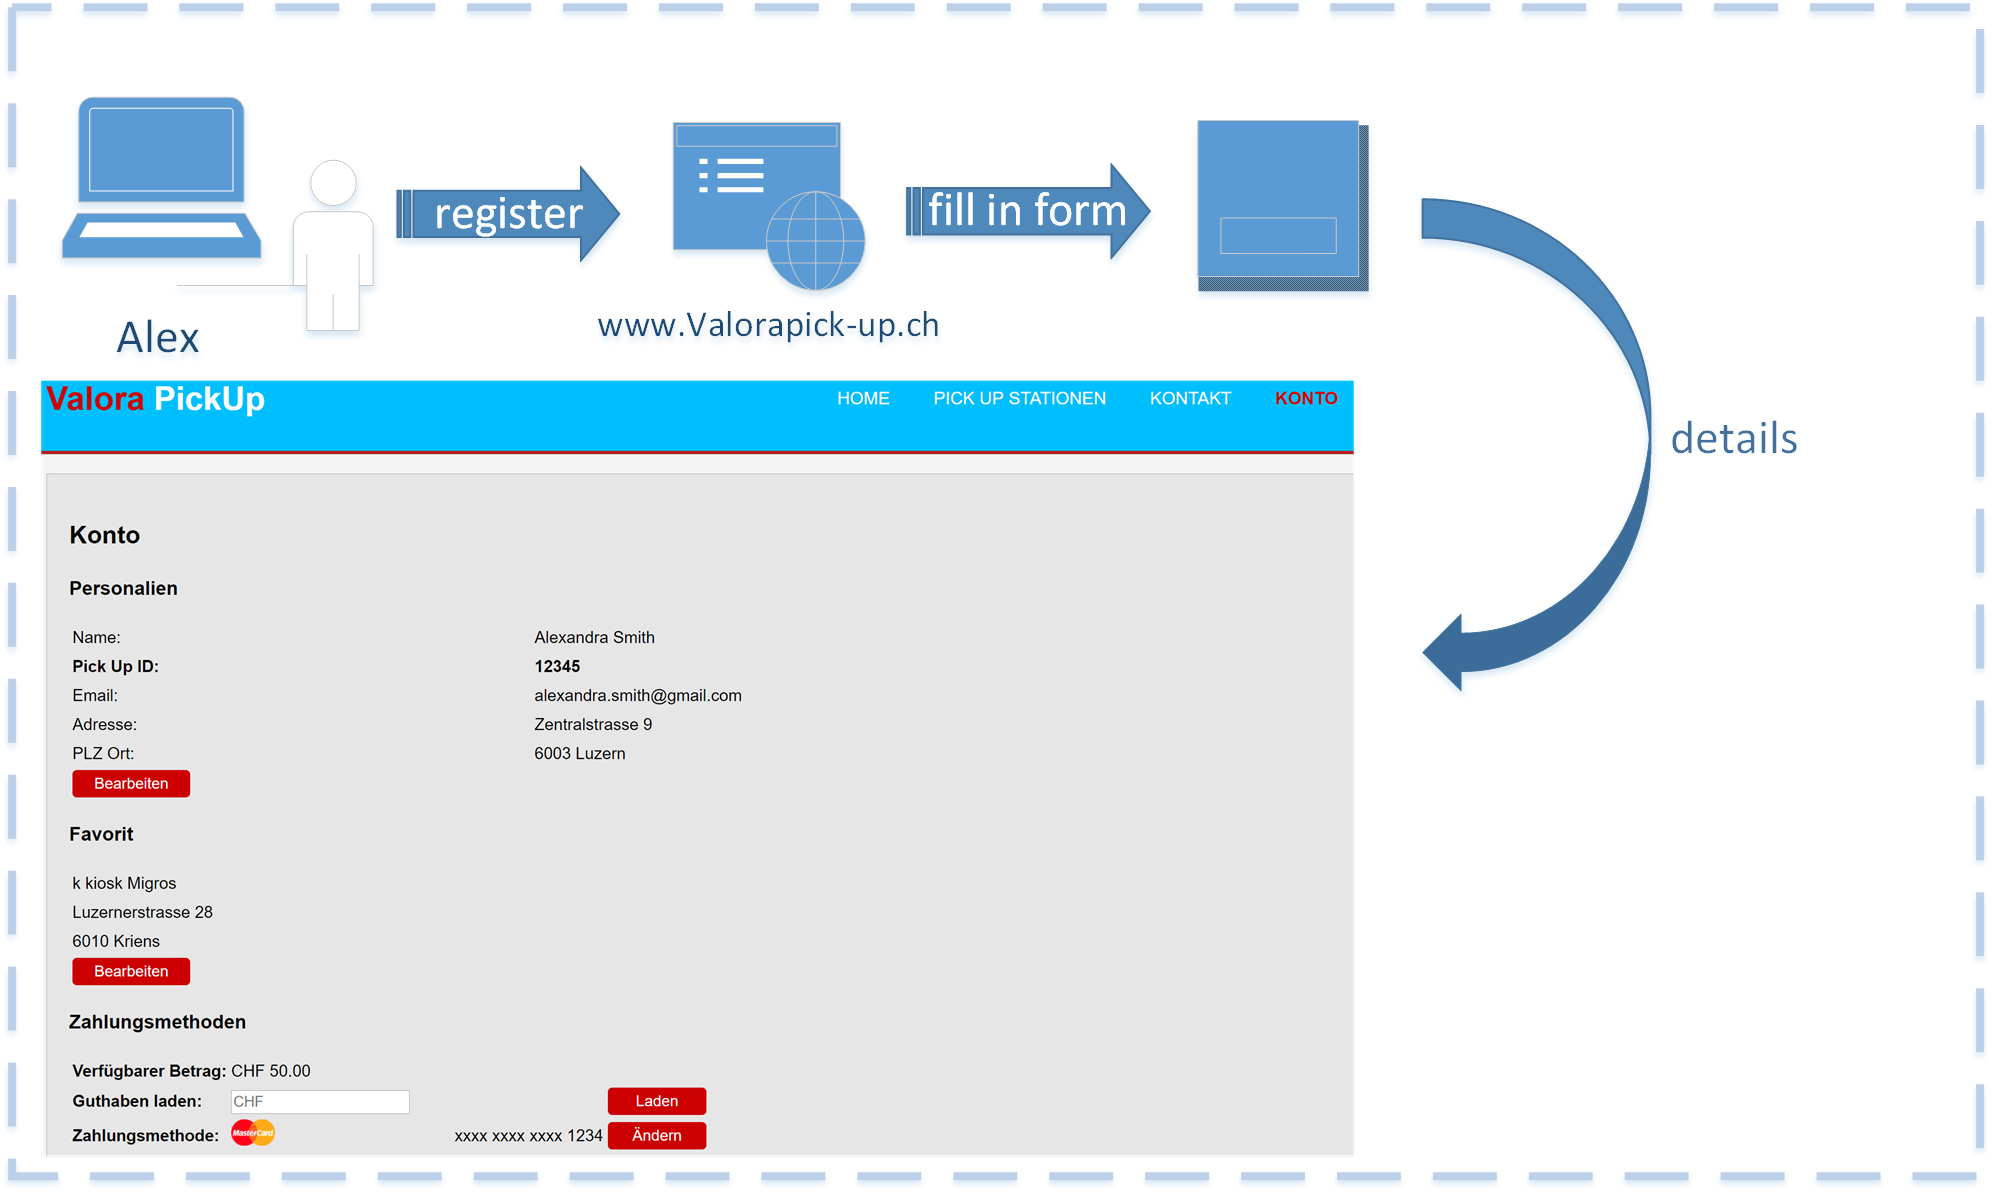 register
fill in form
Alex
www.Valorapick-up.ch
details
Valora PickUp
HOME PICK UP STATIONEN KONTAKT KONTO
Konto
Personalien
Name: Alexandra Smith
Pick Up ID: 12345
Email: alexandra.smith@gmail.com
Adresse: Zentralstrasse 9
PLZ Ort: 6003 Luzern
Bearbeiten
Favorit
k kiosk Migros
Luzernerstrasse 28
6010 Kriens
Bearbeiten
Zahlungsmethoden
Verfügbarer Betrag: CHF 50.00
Guthaben laden: CHF Laden
Zahlungsmethode: MasterCard xxxx xxxx xxxx 1234 Ändern